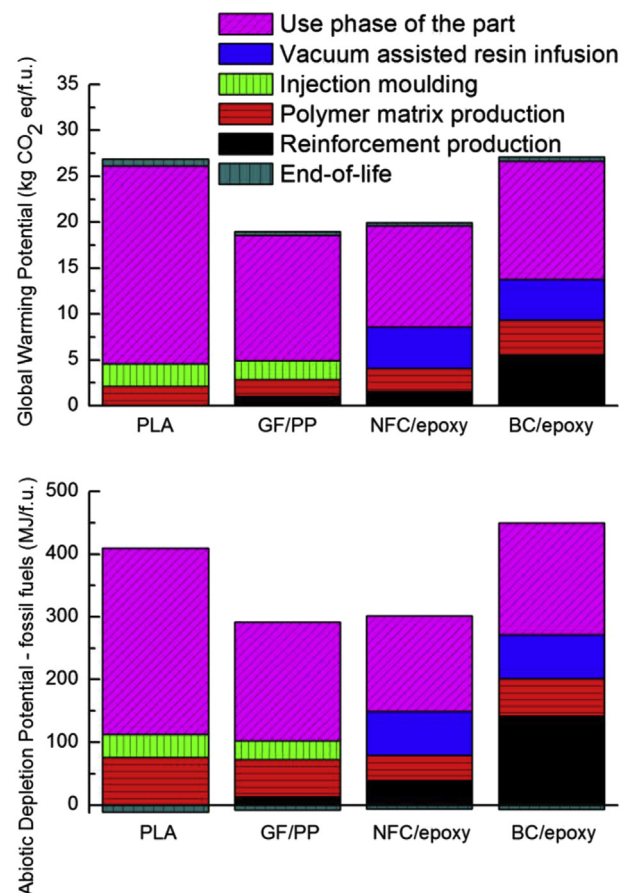 Use phase of the part
Vacuum assisted resin infusion
Injection moulding
Polymer matrix production
Reinforcement production
End-of-life
Global Warming Potential (kg CO2 eq/f.u.)
35
30
25
20
15
10
5
0
PLA
GF/PP
NFC/epoxy
BC/epoxy
Abiotic Depletion Potential - fossil fuels (MJ/f.u.)
500
400
300
200
100
0
PLA
GF/PP
NFC/epoxy
BC/epoxy